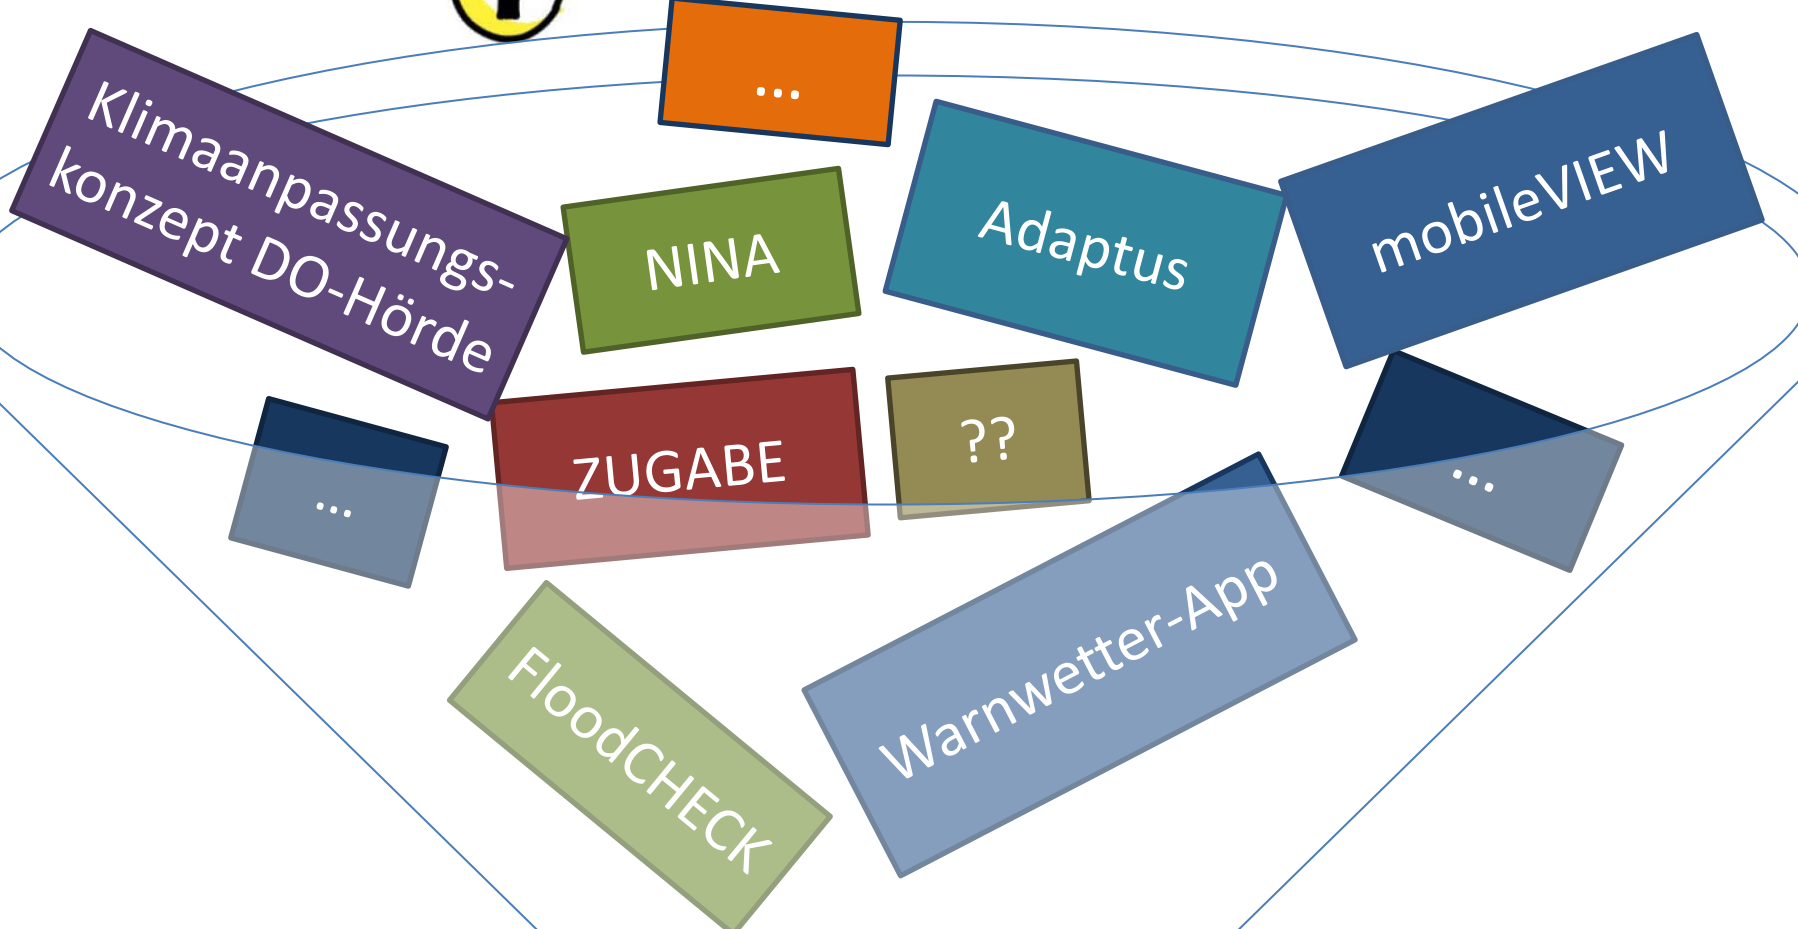 ...
Klimaanpassungs-
konzept DO-Hörde
NINA
Adaptus
mobileVIEW
...
ZUGABE
??
...
FloodCHECK
Warnwetter-App